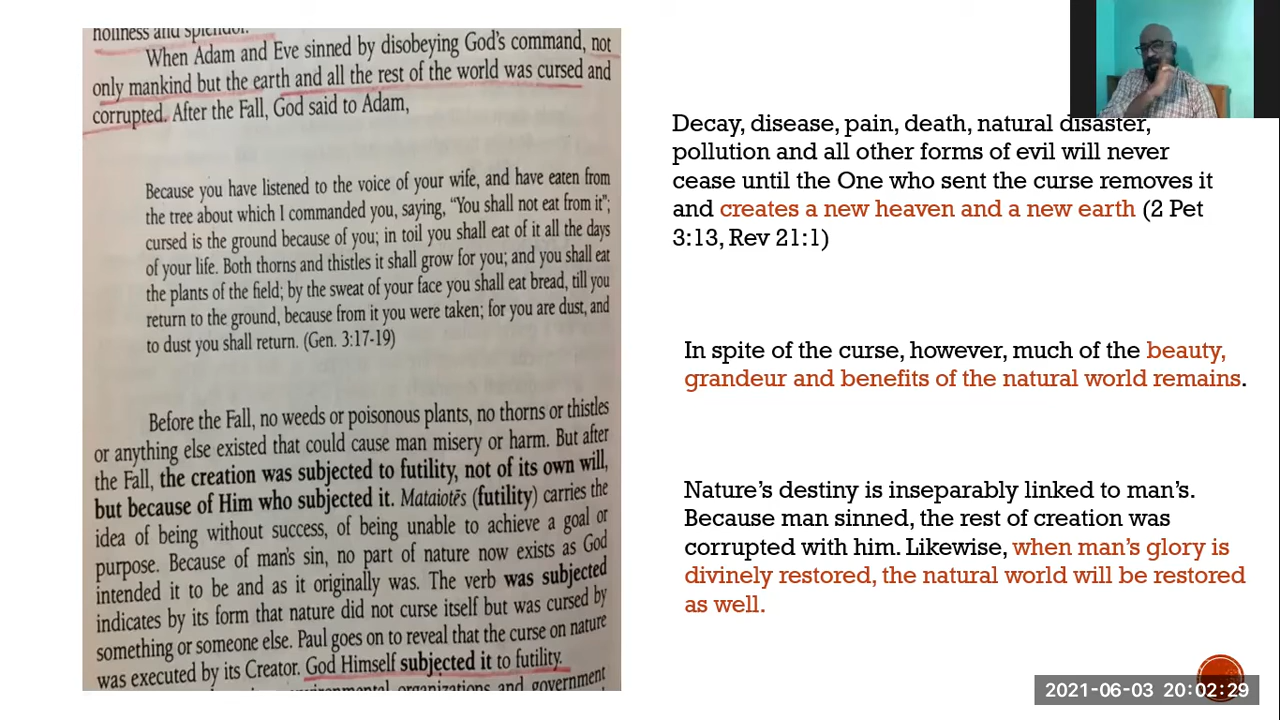 holiness and splendor.
When Adam and Eve sinned by disobeying God's command, not
only mankind but the earth and all the rest of the world was cursed and
corrupted. After the Fall, God said to Adam,
Because you have listened to the voice of your wife, and have eaten from
the tree about which I commanded you, saying, “You shall not eat from it”;
cursed is the ground because of you; in toil you shall eat of it all the days
of your life. Both thorns and thistles it shall grow for you; and you shall eat
the plants of the field; by the sweat of your face you shall eat bread, till you
return to the ground, because from it you were taken; for you are dust, and
to dust you shall return. (Gen. 3:17-19)
Before the Fall, no weeds or poisonous plants, no thorns or thistles
or anything else existed that could cause man misery or harm. But after
the Fall, the creation was subjected to futility, not of its own will,
but because of Him who subjected it. Mataiotēs (futility) carries the
idea of being without success, of being unable to achieve a goal or
purpose. Because of man's sin, no part of nature now exists as God
intended it to be and as it originally was. The verb was subjected
indicates by its form that nature did not curse itself but was cursed by
something or someone else. Paul goes on to reveal that the curse on nature
was executed by its Creator. God Himself subjected it to futility.
environmental organizations and government
Decay, disease, pain, death, natural disaster,
pollution and all other forms of evil will never
cease until the One who sent the curse removes it
and creates a new heaven and a new earth (2 Pet
3:13, Rev 21:1)
In spite of the curse, however, much of the beauty,
grandeur and benefits of the natural world remains.
Nature's destiny is inseparably linked to man's.
Because man sinned, the rest of creation was
corrupted with him. Likewise, when man's glory is
divinely restored, the natural world will be restored
as well.
2021-06-03 20:02:29